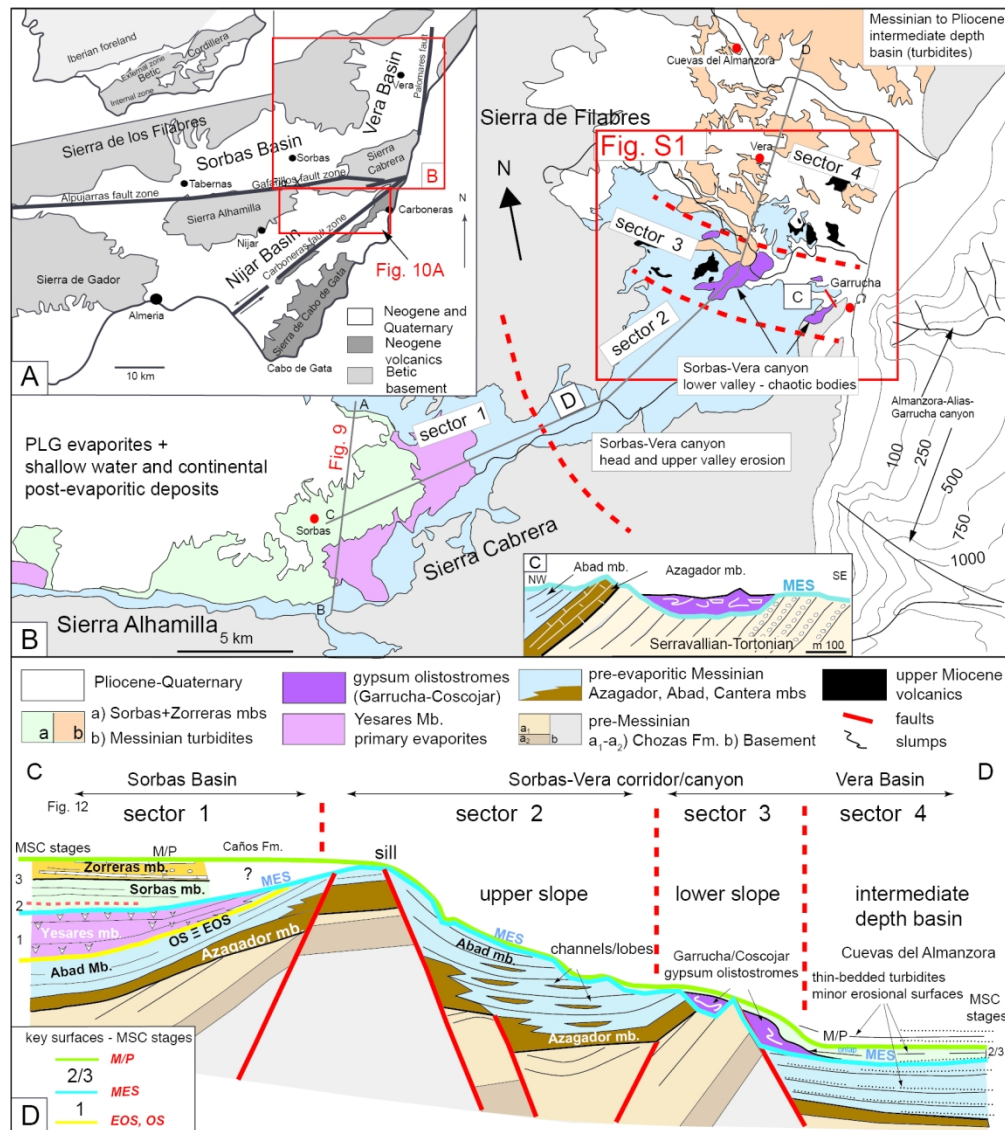 Iberian foreland
External zone
Betic
Cordillera
Internal zone
Sierra de los Filabres
Sorbas Basin
Vera Basin
Vera
Palomares fault
Sorbas
Tabernas
Sierra
Cabrera
B
Alpujarras fault zone
Gafarillos fault zone
Sierra Alhamilla
Carboneras
N
Nijar
Nijar Basin
Carboneras fault zone
Fig. 10A
Sierra de Gador
Almeria
Sierra de Cabo de Gata
Cabo de Gata
Neogene and
Quaternary
Neogene
volcanics
Betic
basement
A
10 km
B
Messinian to Pliocene
intermediate depth
basin (turbidites)
Cuevas del Almanzora
D
Sierra de Filabres
N
Fig. S1
Vera
sector 4
sector 3
C
Garrucha
sector 2
Sorbas-Vera canyon
lower valley - chaotic bodies
Almanzora-Alias-
Garrucha canyon
100
250
500
750
1000
D
sector 1
Sorbas-Vera canyon
head and upper valley erosion
PLG evaporites +
shallow water and continental
post-evaporitic deposits
A
Fig. 9
C
Sorbas
Sierra Cabrera
B
Sierra Alhamilla
B
5 km
C
NW
Abad mb.
Azagador mb.
MES
SE
Serravallian-Tortonian
m 100
Pliocene-Quaternary
a
b
a) Sorbas+Zorreras mbs
b) Messinian turbidites
gypsum olistostromes
(Garrucha-Coscojar)
Yesares Mb.
primary evaporites
pre-evaporitic Messinian
Azagador, Abad, Cantera mbs
a1
a2
b
pre-Messinian
a1-a2) Chozas Fm. b) Basement
upper Miocene
volcanics
faults
slumps
C
Sorbas Basin
Sorbas-Vera corridor/canyon
Vera Basin
D
Fig. 12
sector 1
sector 2
sector 3
sector 4
MSC stages
M/P
Caños Fm.
?
sill
Zorreras mb.
3
Sorbas mb.
MES
2
Yesares mb.
OS Ξ EOS
1
Abad Mb.
Azagador mb.
upper slope
lower slope
intermediate
depth basin
Abad mb.
MES
channels/lobes
Garrucha/Coscojar
gypsum olistostromes
Cuevas del Almanzora
thin-bedded turbidites
minor erosional surfaces
MSC
stages
M/P
onlap
MES
2/3
Azagador mb.
key surfaces - MSC stages
M/P
2/3
MES
1
EOS, OS
D